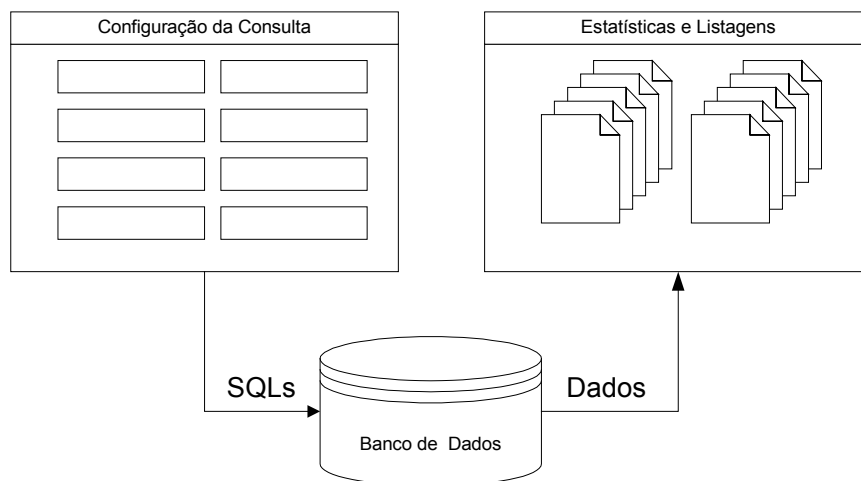 Configuração da Consulta
Estatísticas e Listagens
SQLs
Dados
Banco de Dados